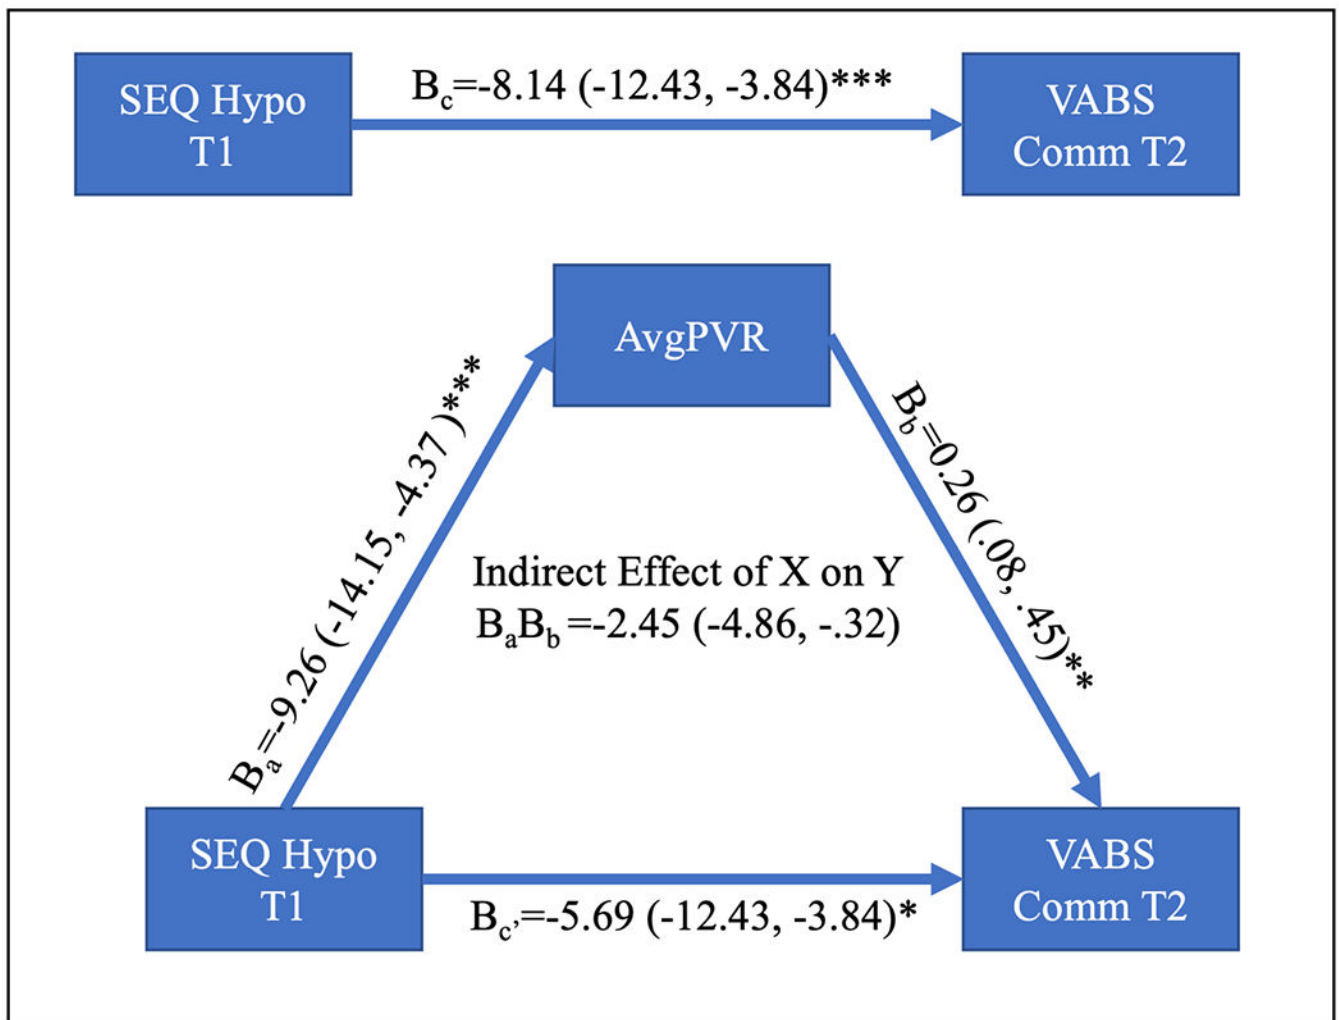 SEQ Hypo
T1
Bc=-8.14 (-12.43, -3.84)***
VABS
Comm T2
AvgPVR
Ba=-9.26 (-14.15, -4.37 )***
Bb=0.26 (.08, .45)**
Indirect Effect of X on Y
BaBb =-2.45 (-4.86, -.32)
SEQ Hypo
T1
Bc’=-5.69 (-12.43, -3.84)*
VABS
Comm T2